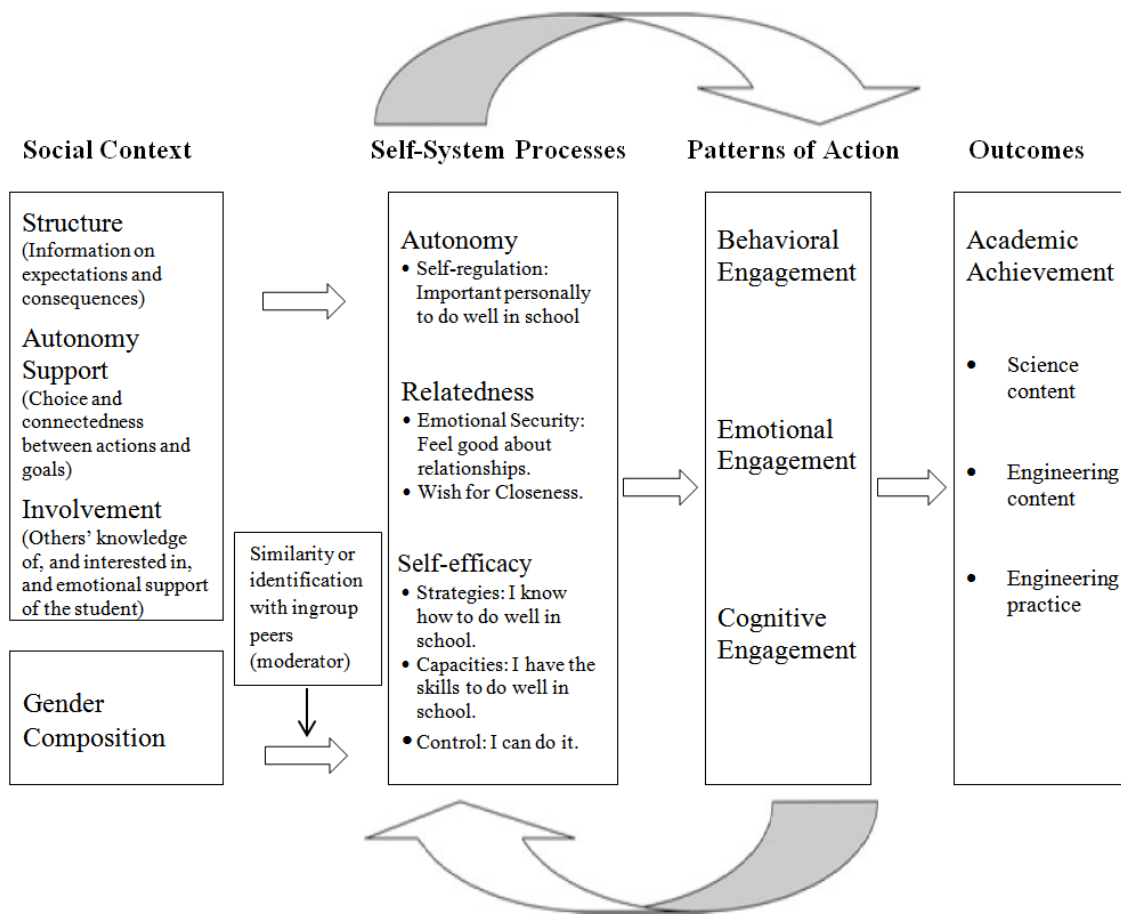 Social Context
Self-System Processes
Patterns of Action
Outcomes
Structure
(Information on
expectations and
consequences)
Autonomy
Support
(Choice and
connectedness
between actions and
goals)
Involvement
(Others' knowledge
of, and interested in,
and emotional support
of the student)
Gender
Composition
Similarity or
identification
with ingroup
peers
(moderator)
Autonomy
• Self-regulation:
Important personally
to do well in school
Relatedness
• Emotional Security:
Feel good about
relationships.
• Wish for Closeness.
Self-efficacy
• Strategies: I know
how to do well in
school.
• Capacities: I have the
skills to do well in
school.
• Control: I can do it.
Behavioral
Engagement
Emotional
Engagement
Cognitive
Engagement
Academic
Achievement
• Science
content
• Engineering
content
• Engineering
practice